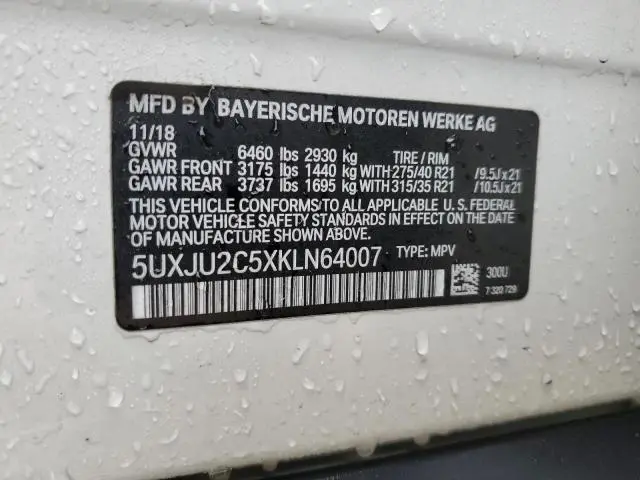 MFD BY BAYERISCHE MOTOREN WERKE AG
11/18
GVWR 6460 lbs 2930 kg TIRE / RIM
GAWR FRONT 3175 lbs 1440 kg WITH 275/40 R21 /9.5Jx21
GAWR REAR 3737 lbs 1695 kg WITH 315/35 R21 /10.5Jx21
THIS VEHICLE CONFORMS TO ALL APPLICABLE U. S. FEDERAL
MOTOR VEHICLE SAFETY STANDARDS IN EFFECT ON THE DATE OF
MANUFACTURE SHOWN ABOVE.
5UXJU2C5XKLN64007 TYPE: MPV
300U
7 320 729